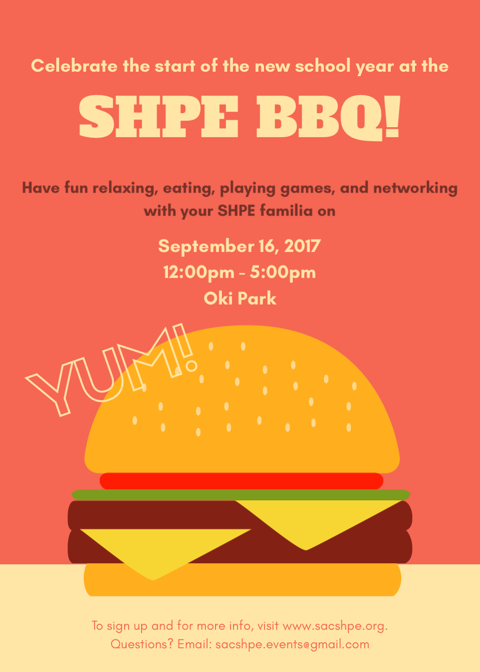 Celebrate the start of the new school year at the
SHPE BBQ!
Have fun relaxing, eating, playing games, and networking
with your SHPE familia on
September 16, 2017
12:00pm - 5:00pm
Oki Park
YUM!
To sign up and for more info, visit www.sacshpe.org.
Questions? Email: sacshpe.events@gmail.com